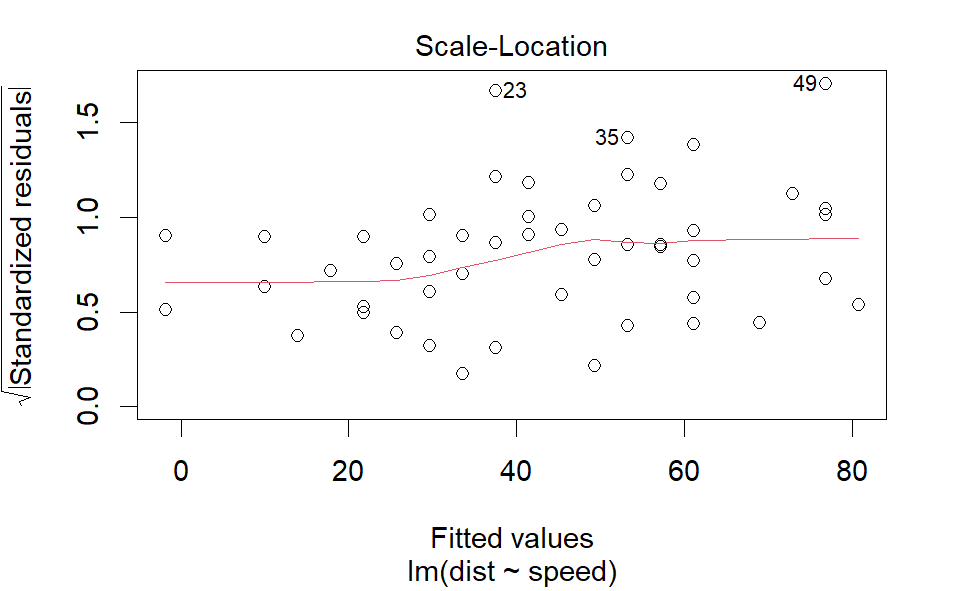 Scale-Location
√|Standardized residuals|
1.5
1.0
0.5
0.0
23
49
35
0 20 40 60 80
Fitted values
lm(dist ~ speed)